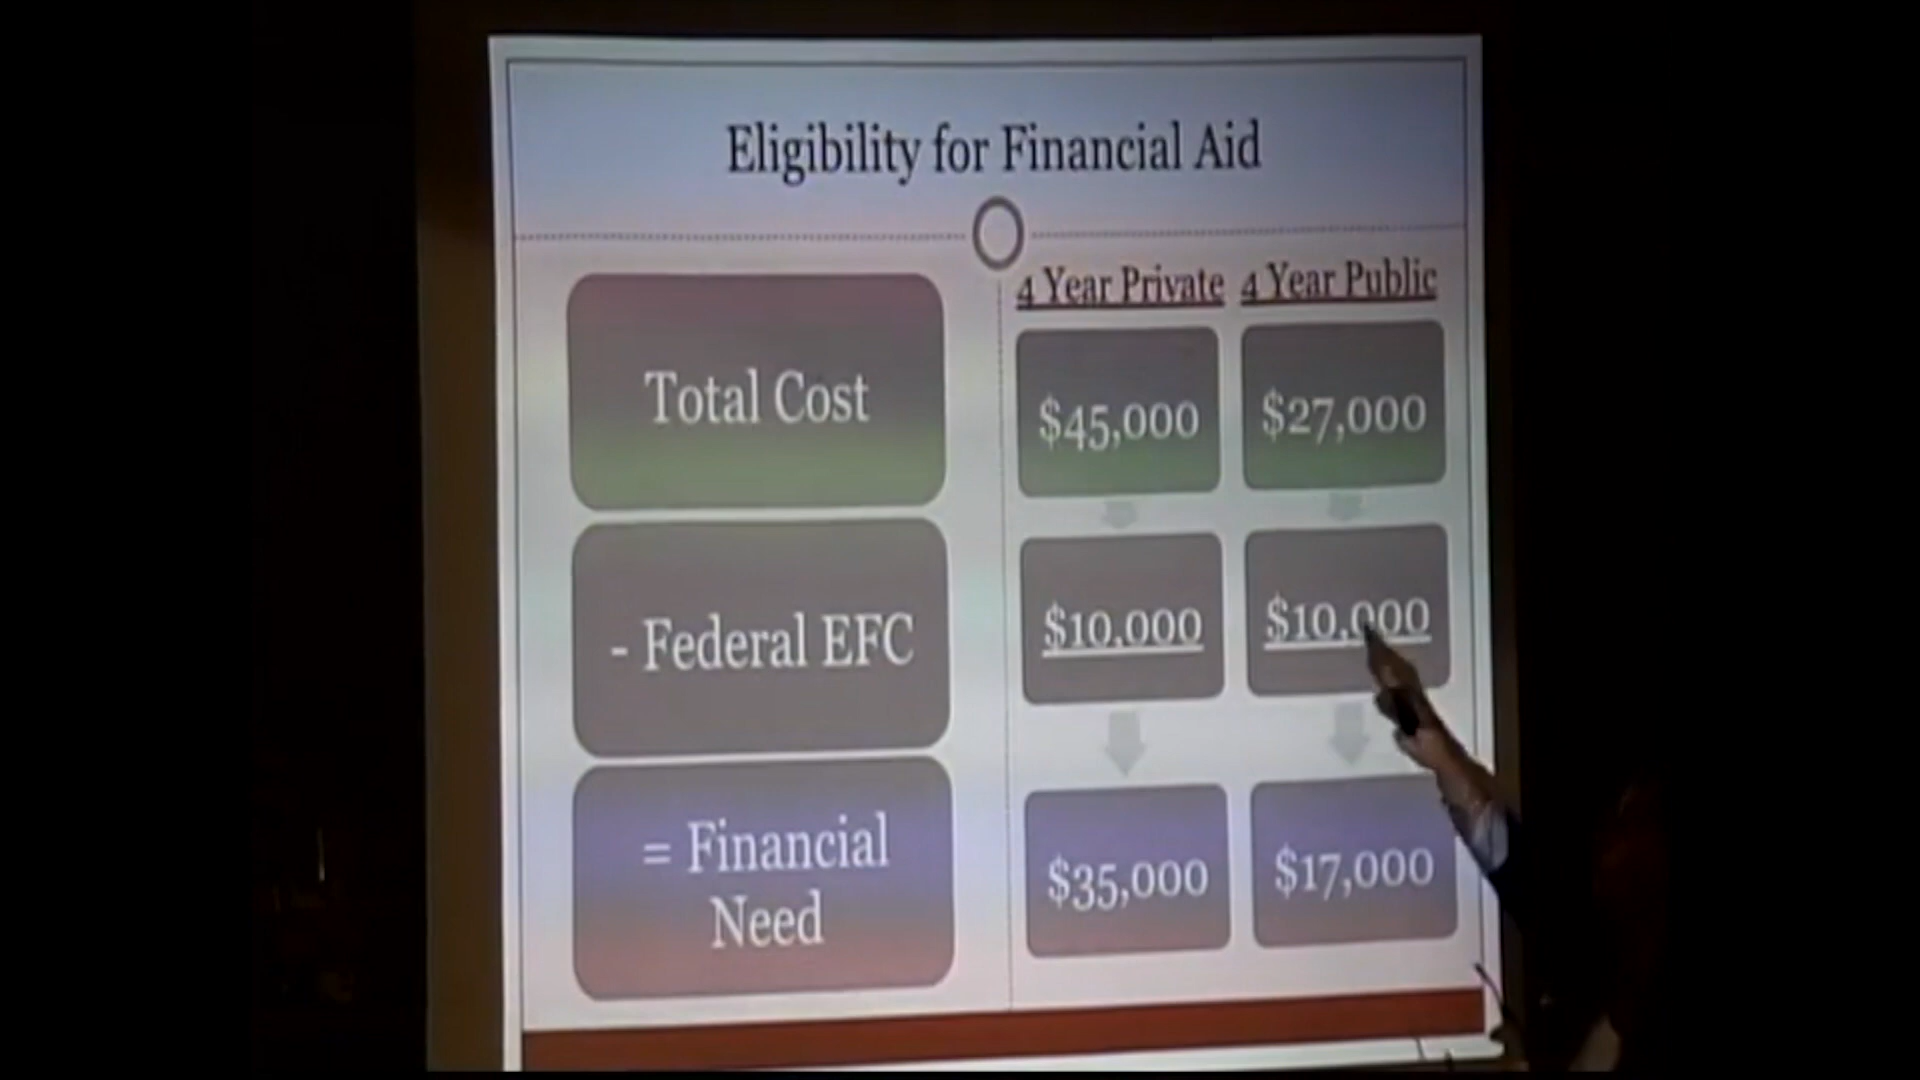 Eligibility for Financial Aid
4 Year Private 4 Year Public
Total Cost
$45,000 $27,000
- Federal EFC
$10,000 $10,000
= Financial
Need
$35,000 $17,000